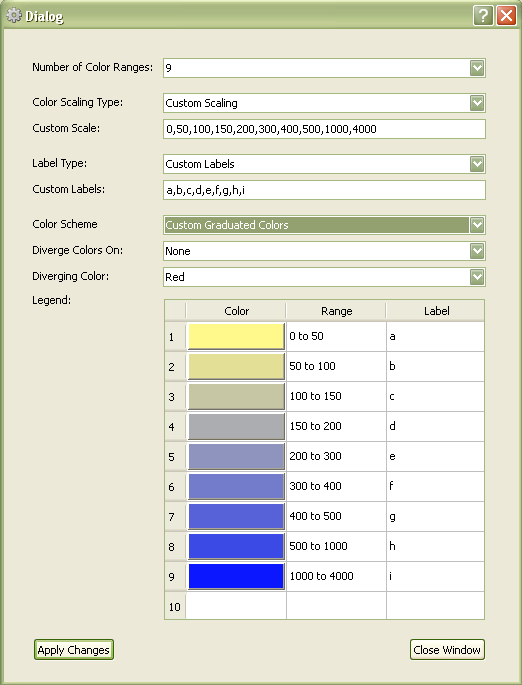 Dialog
Number of Color Ranges: 9
Color Scaling Type: Custom Scaling
Custom Scale: 0,50,100,150,200,300,400,500,1000,4000
Label Type: Custom Labels
Custom Labels: a,b,c,d,e,f,g,h,i
Color Scheme Custom Graduated Colors
Diverge Colors On: None
Diverging Color: Red
Legend:
Color Range Label
1 0 to 50 a
2 50 to 100 b
3 100 to 150 c
4 150 to 200 d
5 200 to 300 e
6 300 to 400 f
7 400 to 500 g
8 500 to 1000 h
9 1000 to 4000 i
10
Apply Changes Close Window